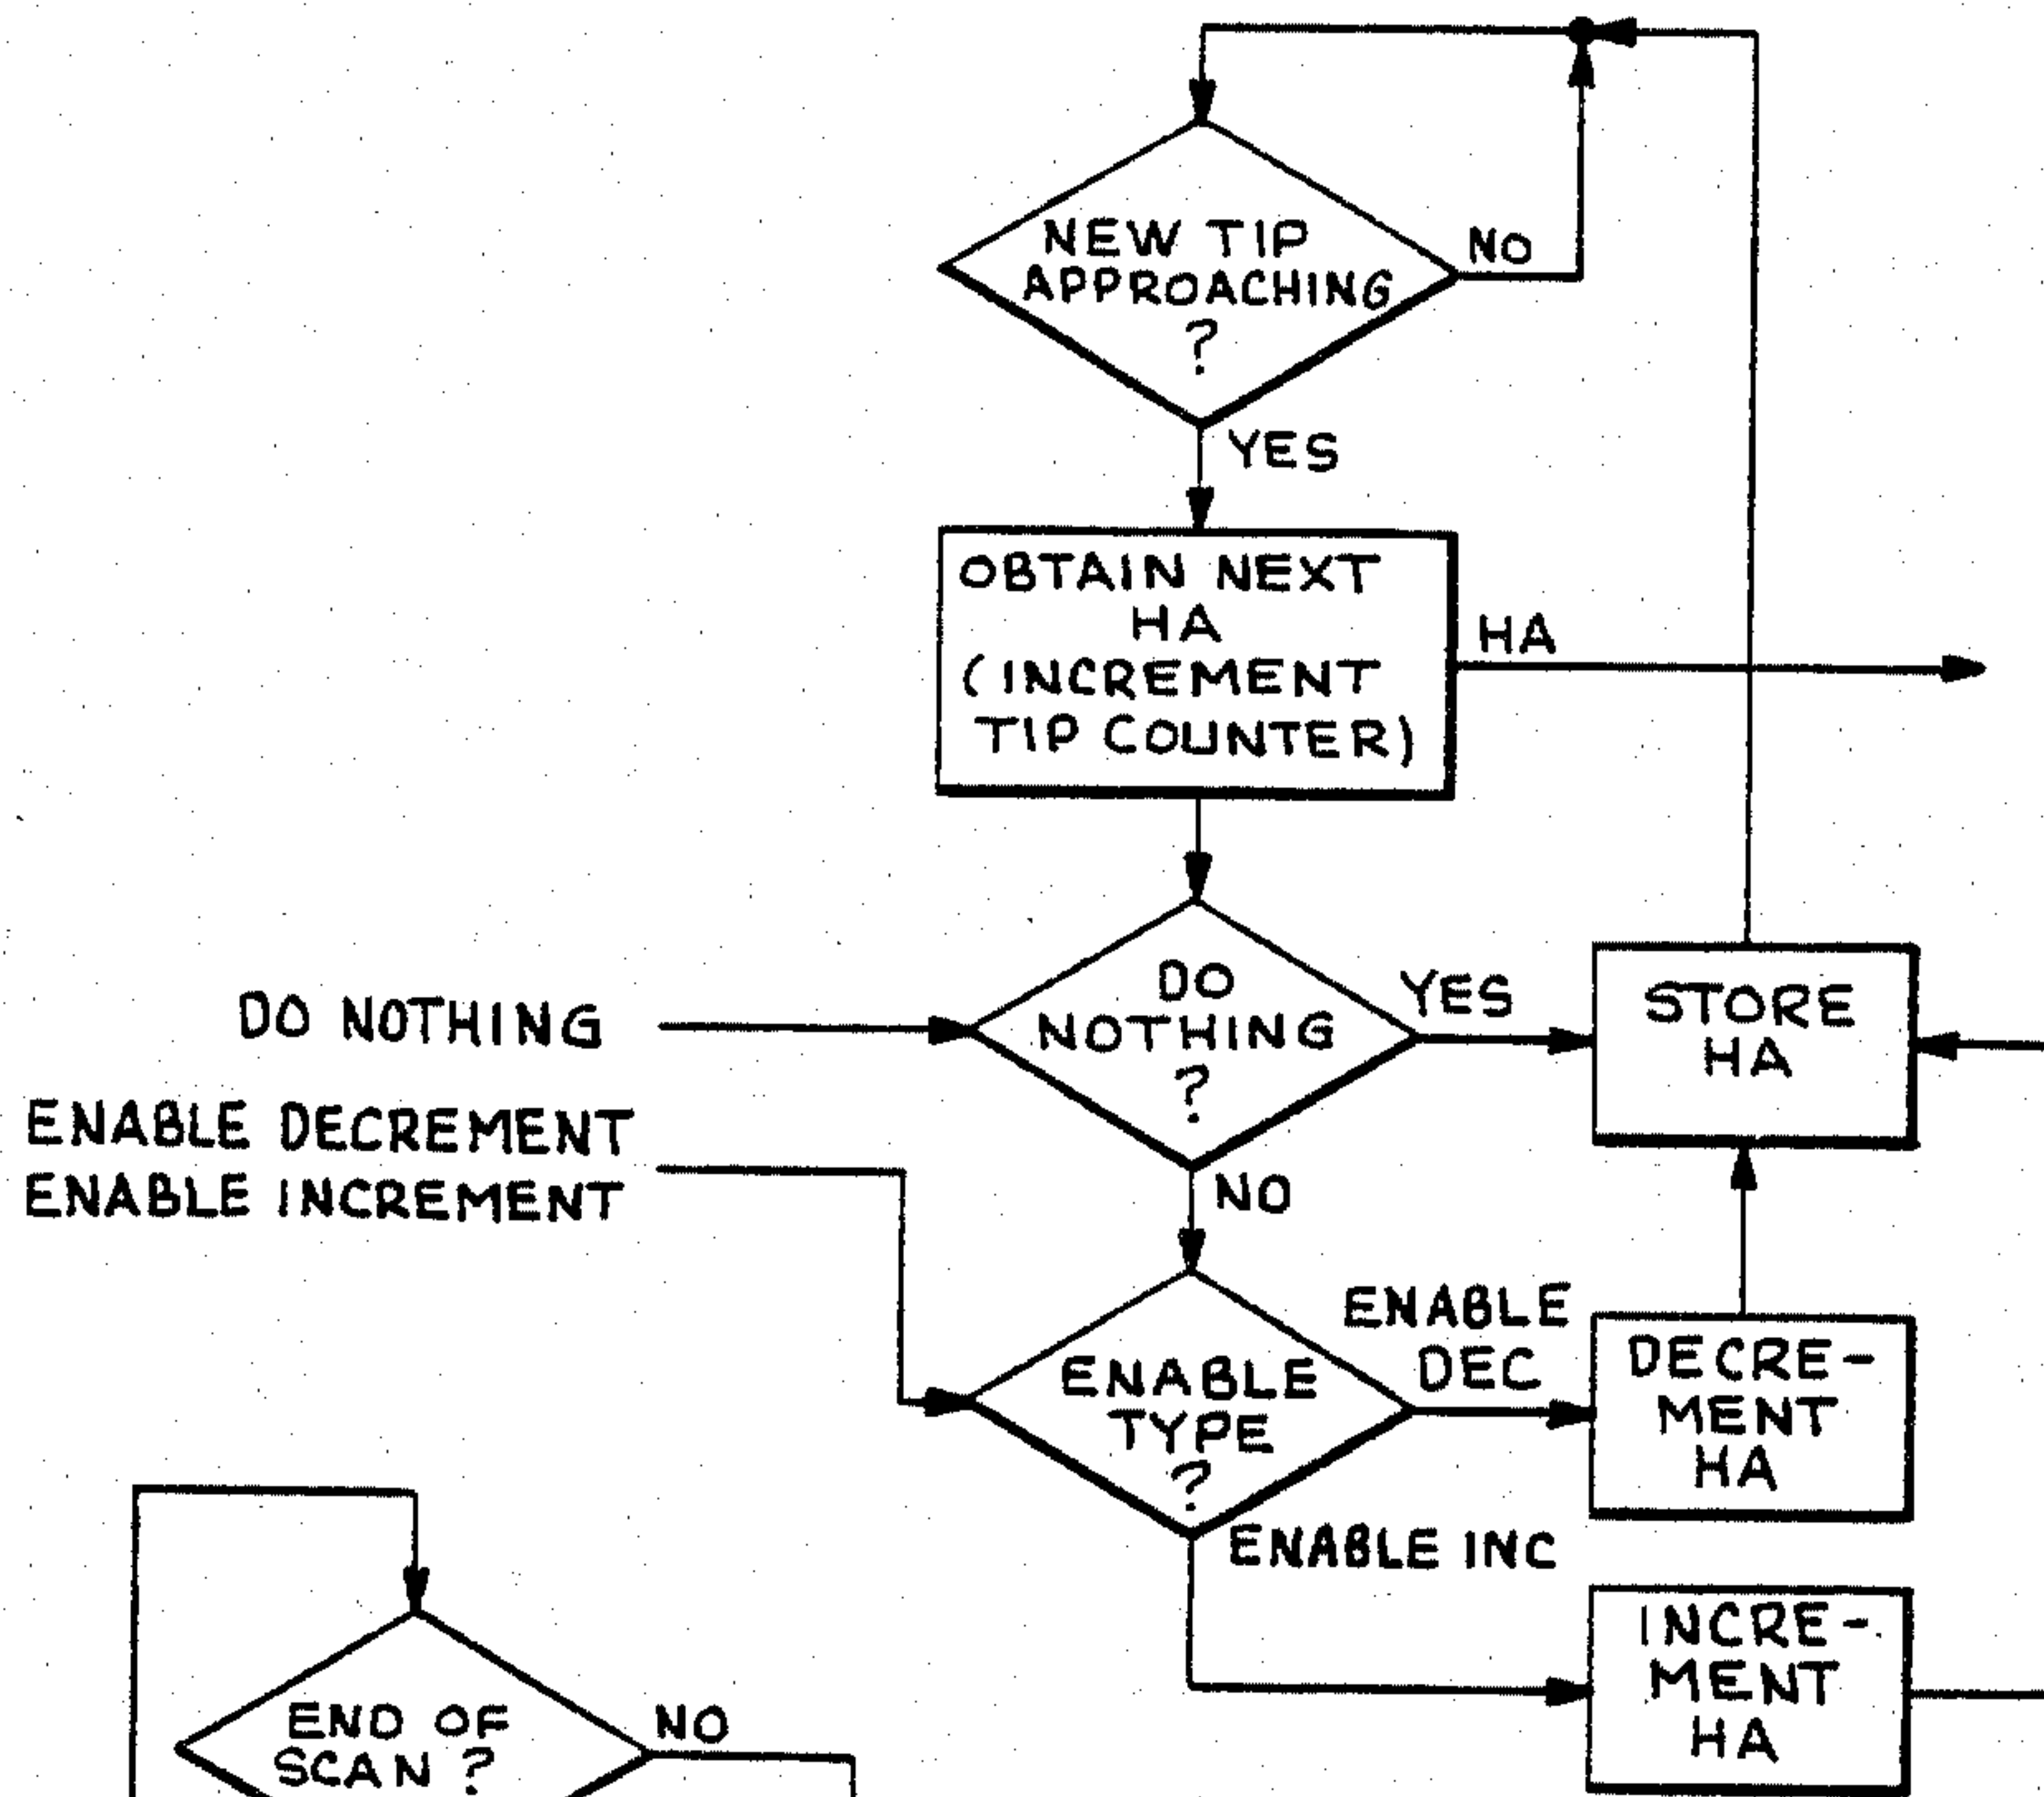 NEW TIP
APPROACHING
?
NO
YES
OBTAIN NEXT
HA
(INCREMENT
TIP COUNTER)
HA
DO NOTHING
DO
NOTHING
?
YES
STORE
HA
ENABLE DECREMENT
ENABLE INCREMENT
NO
ENABLE
TYPE
?
ENABLE
DEC
DECRE-
MENT
HA
ENABLE INC
INCRE-
MENT
HA
END OF
SCAN ?
NO